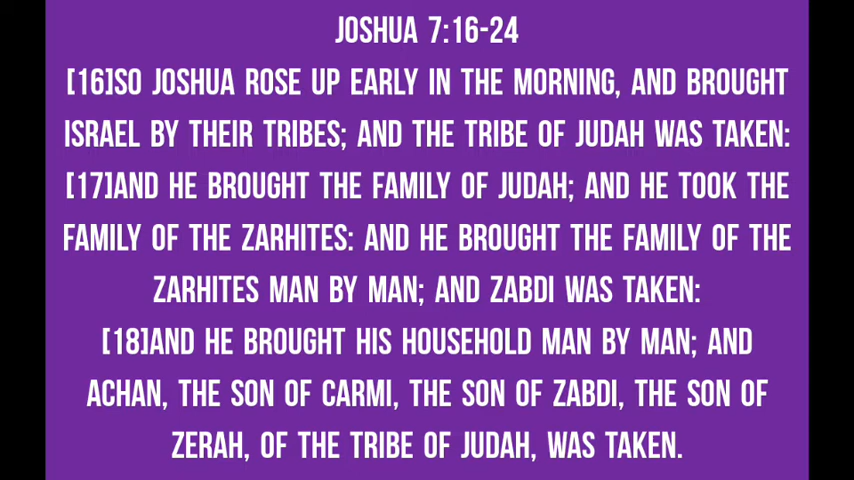 JOSHUA 7:16-24
[16]SO JOSHUA ROSE UP EARLY IN THE MORNING, AND BROUGHT
ISRAEL BY THEIR TRIBES; AND THE TRIBE OF JUDAH WAS TAKEN:
[17]AND HE BROUGHT THE FAMILY OF JUDAH; AND HE TOOK THE
FAMILY OF THE ZARHITES: AND HE BROUGHT THE FAMILY OF THE
ZARHITES MAN BY MAN; AND ZABDI WAS TAKEN:
[18]AND HE BROUGHT HIS HOUSEHOLD MAN BY MAN; AND
ACHAN, THE SON OF CARMI, THE SON OF ZABDI, THE SON OF
ZERAH, OF THE TRIBE OF JUDAH, WAS TAKEN.